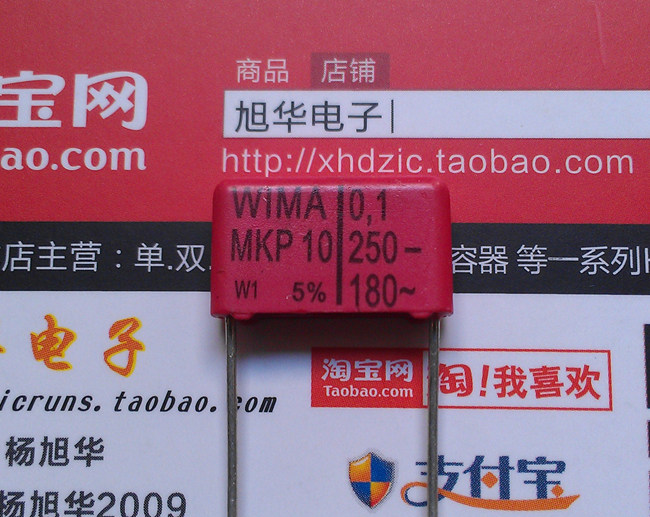 宝网
商品 店铺
旭华电子
ao.com
http://xhdzic.taobao.com
WIMA 0,1
MKP 10 250–
W1 5% 180~
店主营：单.双.
容器 等一系列
电子
淘宝网
Taobao.com
淘！我喜欢
icruns.taobao.com
杨旭华
杨旭华2009
支付宝